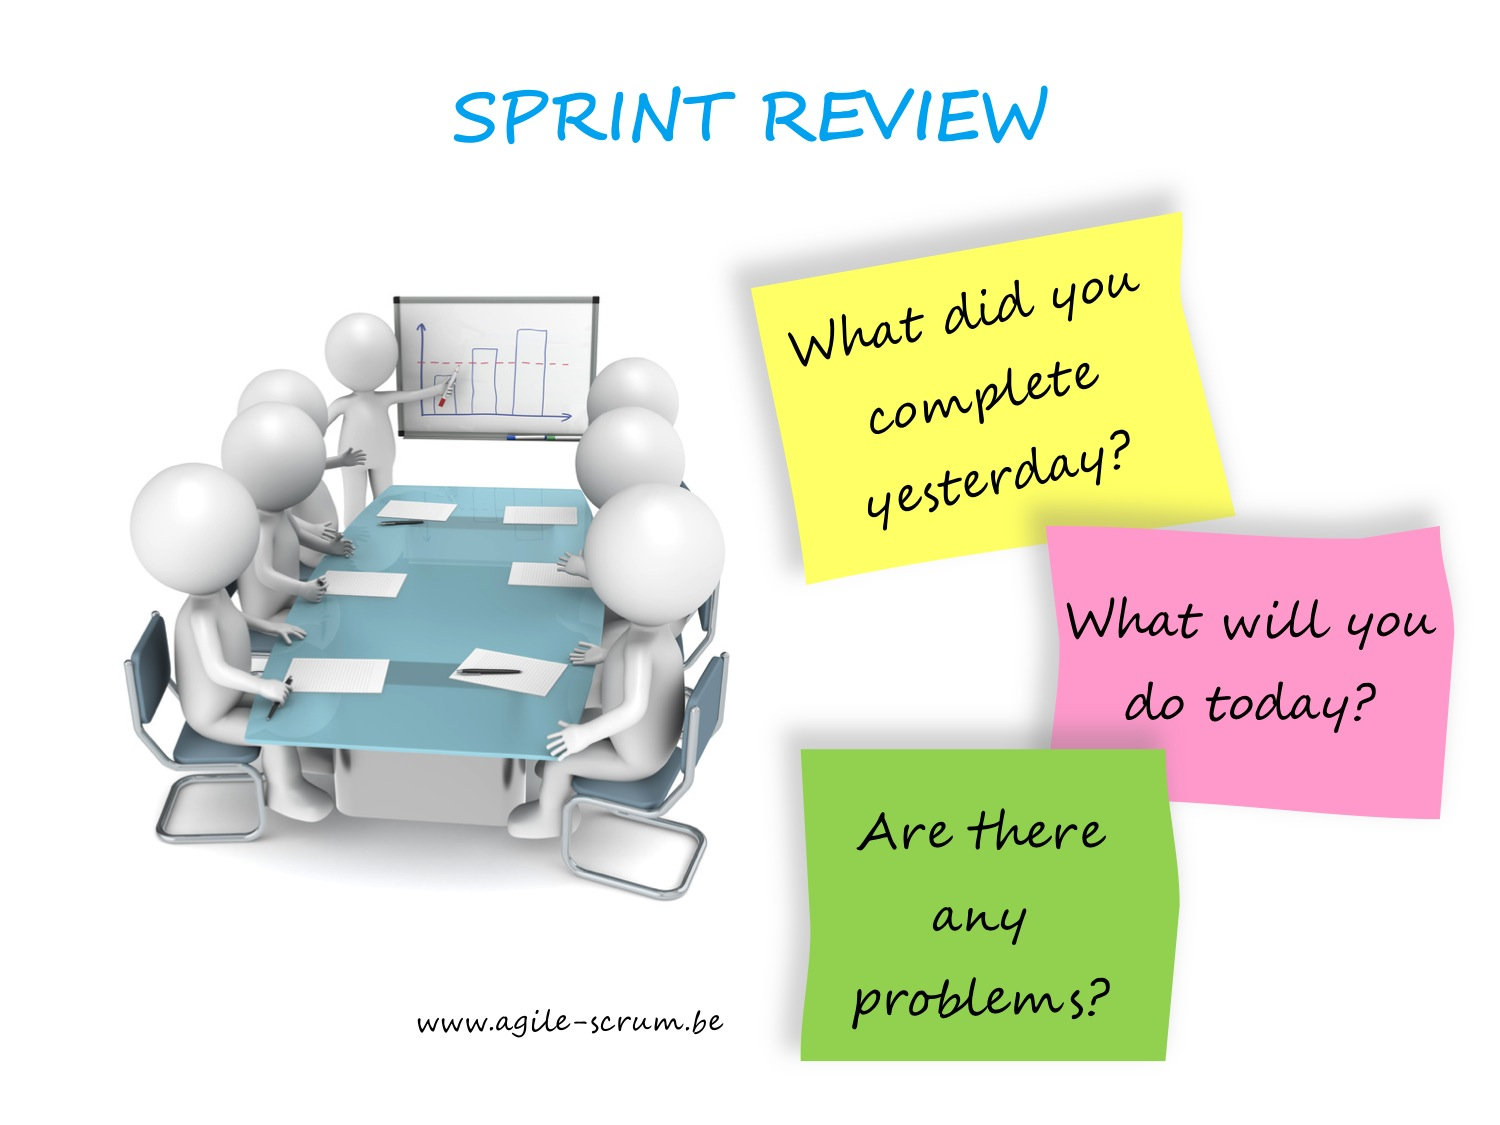 SPRINT REVIEW
What did you
complete
yesterday?
What will you
do today?
Are there
any
problems?
www.agile-scrum.be